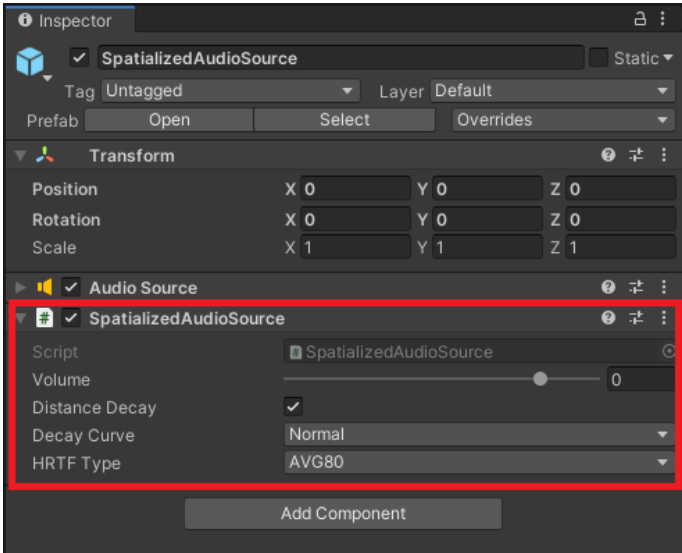 Inspector
SpatializedAudioSource Static
Tag Untagged Layer Default
Prefab Open Select Overrides
Transform
Position X 0 Y 0 Z 0
Rotation X 0 Y 0 Z 0
Scale X 1 Y 1 Z 1
Audio Source
# SpatializedAudioSource
Script # SpatializedAudioSource
Volume 0
Distance Decay
Decay Curve Normal
HRTF Type AVG80
Add Component